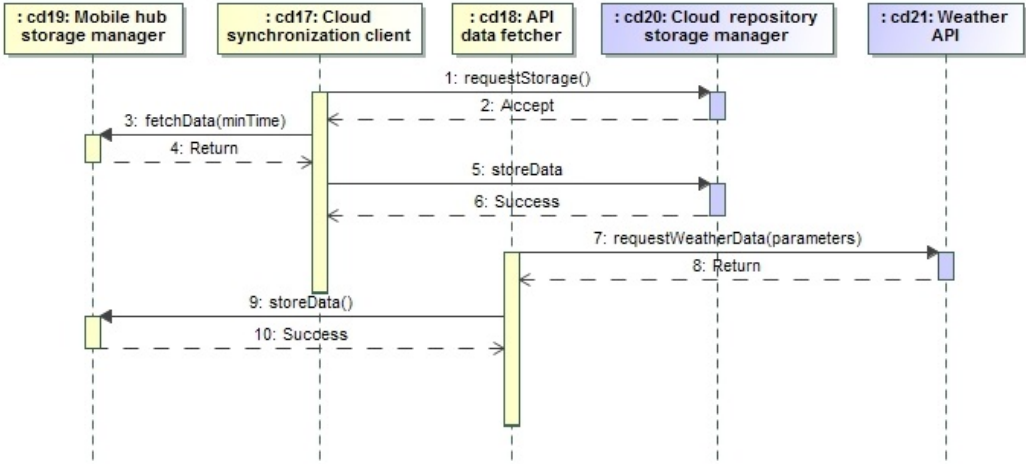 : cd19: Mobile hub
storage manager
: cd17: Cloud
synchronization client
: cd18: API
data fetcher
: cd20: Cloud repository
storage manager
: cd21: Weather
API
1: requestStorage()
2: Accept
3: fetchData(minTime)
4: Return
5: storeData
6: Success
7: requestWeatherData(parameters)
8: Return
9: storeData()
10: Success